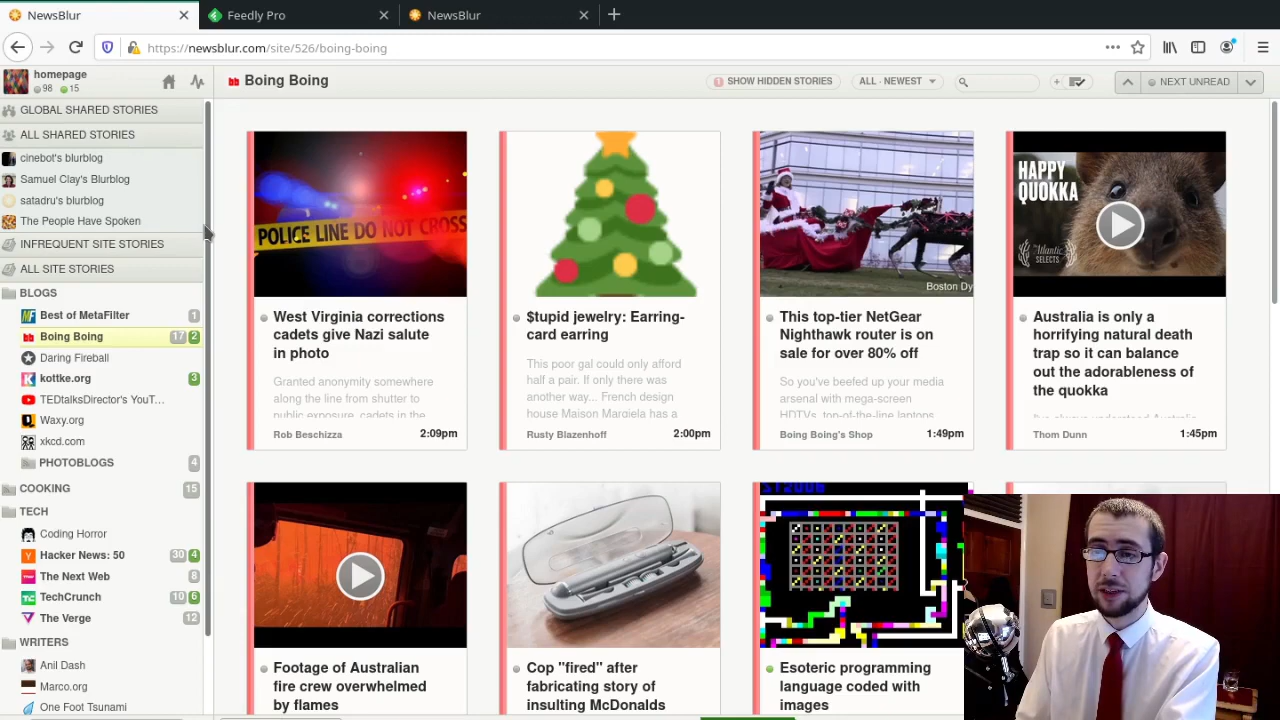 NewsBlur
Feedly Pro
NewsBlur
https://newsblur.com/site/526/boing-boing
homepage
98 15
Boing Boing
1 SHOW HIDDEN STORIES
ALL · NEWEST
NEXT UNREAD
GLOBAL SHARED STORIES
ALL SHARED STORIES
cinebot's blurblog
Samuel Clay's Blurblog
satadru's blurblog
The People Have Spoken
INFREQUENT SITE STORIES
ALL SITE STORIES
BLOGS
Best of MetaFilter 1
Boing Boing 17 2
Daring Fireball
kottke.org 3
TEDtalksDirector's YouT…
Waxy.org
xkcd.com
PHOTOBLOGS 4
COOKING 15
TECH
Coding Horror
Hacker News: 50 30 4
The Next Web 8
TechCrunch 10 6
The Verge 12
WRITERS
Anil Dash
Marco.org
One Foot Tsunami
POLICE LINE DO NOT CROSS
West Virginia corrections
cadets give Nazi salute
in photo
Granted anonymity somewhere
along the line from shutter to
public exposure, cadets in the
Rob Beschizza 2:09pm
$tupid jewelry: Earring-
card earring
This poor gal could only afford
half a pair. If only there was
another way... French design
house Maison Margiela has a
Rusty Blazenhoff 2:00pm
Boston Dy
This top-tier NetGear
Nighthawk router is on
sale for over 80% off
So you've beefed up your media
arsenal with mega-screen
HDTVs, top-of-the-line laptops
Boing Boing's Shop 1:49pm
HAPPY
QUOKKA
The Atlantic
SELECTS
Australia is only a
horrifying natural death
trap so it can balance
out the adorableness of
the quokka
I've always understood Australia
Thom Dunn 1:45pm
Footage of Australian
fire crew overwhelmed
by flames
Cop "fired" after
fabricating story of
insulting McDonalds
Esoteric programming
language coded with
images